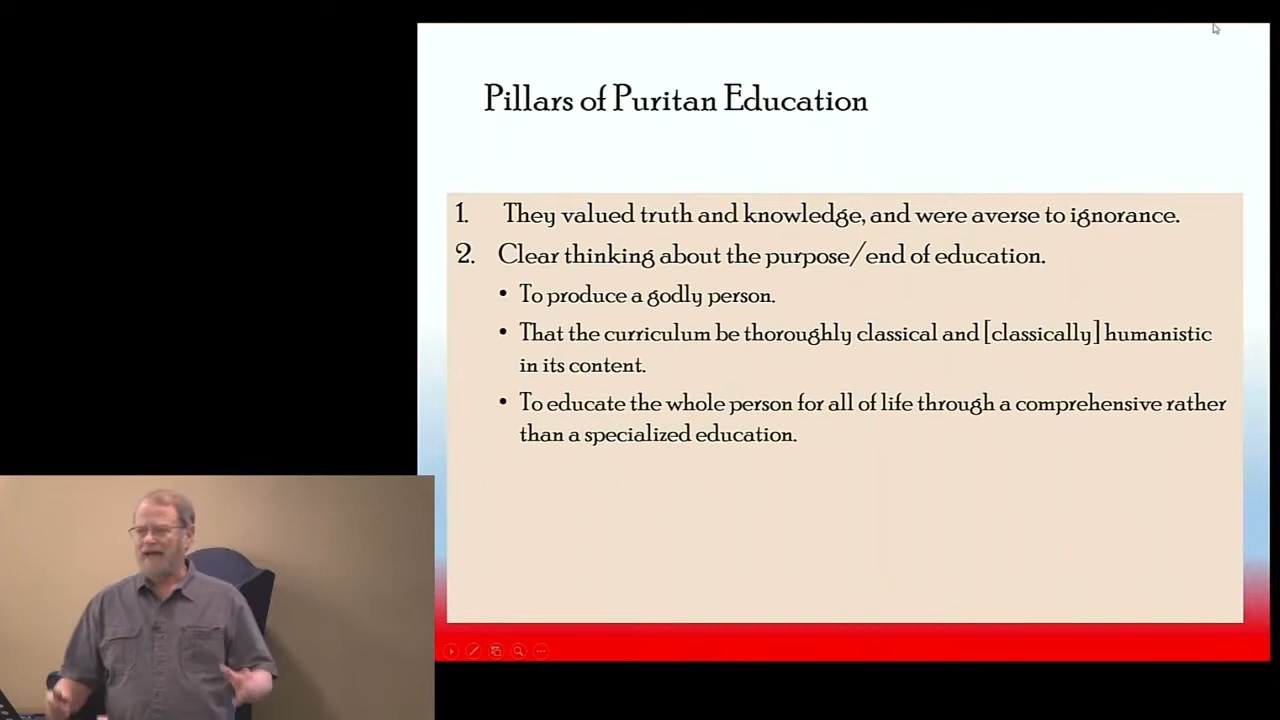 Pillars of Puritan Education
1. They valued truth and knowledge, and were averse to ignorance.
2. Clear thinking about the purpose/end of education.
• To produce a godly person.
• That the curriculum be thoroughly classical and [classically] humanistic
in its content.
• To educate the whole person for all of life through a comprehensive rather
than a specialized education.